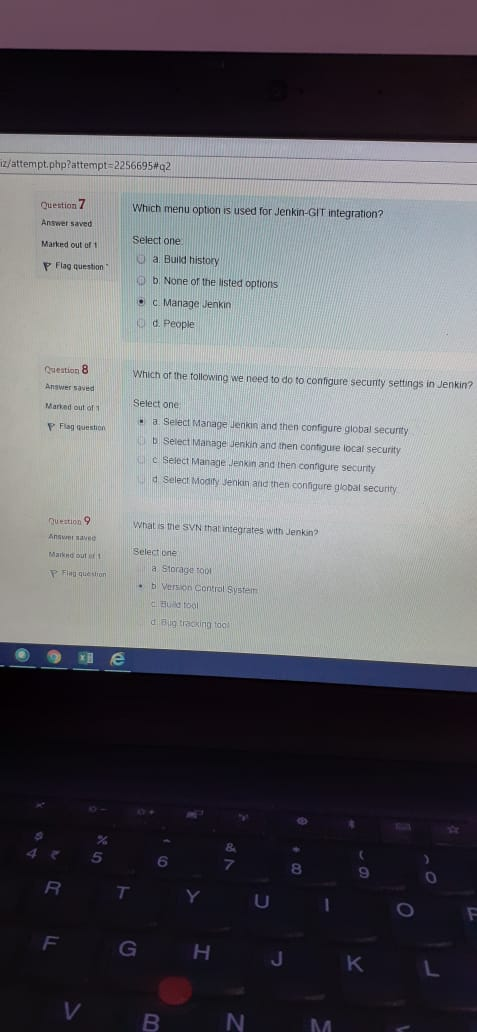 iz/attempt.php?attempt=2256695#q2
Question 7
Answer saved
Marked out of 1
Flag question
Which menu option is used for Jenkin-GIT integration?
Select one:
a. Build history
b. None of the listed options
c. Manage Jenkin
d. People
Question 8
Answer saved
Marked out of 1
Flag question
Which of the following we need to do to configure security settings in Jenkin?
Select one:
a. Select Manage Jenkin and then configure global security
b. Select Manage Jenkin and then configure local security
c. Select Manage Jenkin and then configure security
d. Select Modify Jenkin and then configure global security
Question 9
Answer saved
Marked out of 1
Flag question
What is the SVN that integrates with Jenkin?
Select one:
a. Storage tool
b. Version Control System
c. Build tool
d. Bug tracking tool
$ % & * ( )
4 ₹ 5 6 7 8 9 0
R T Y U I O P
F G H J K L
V B N M